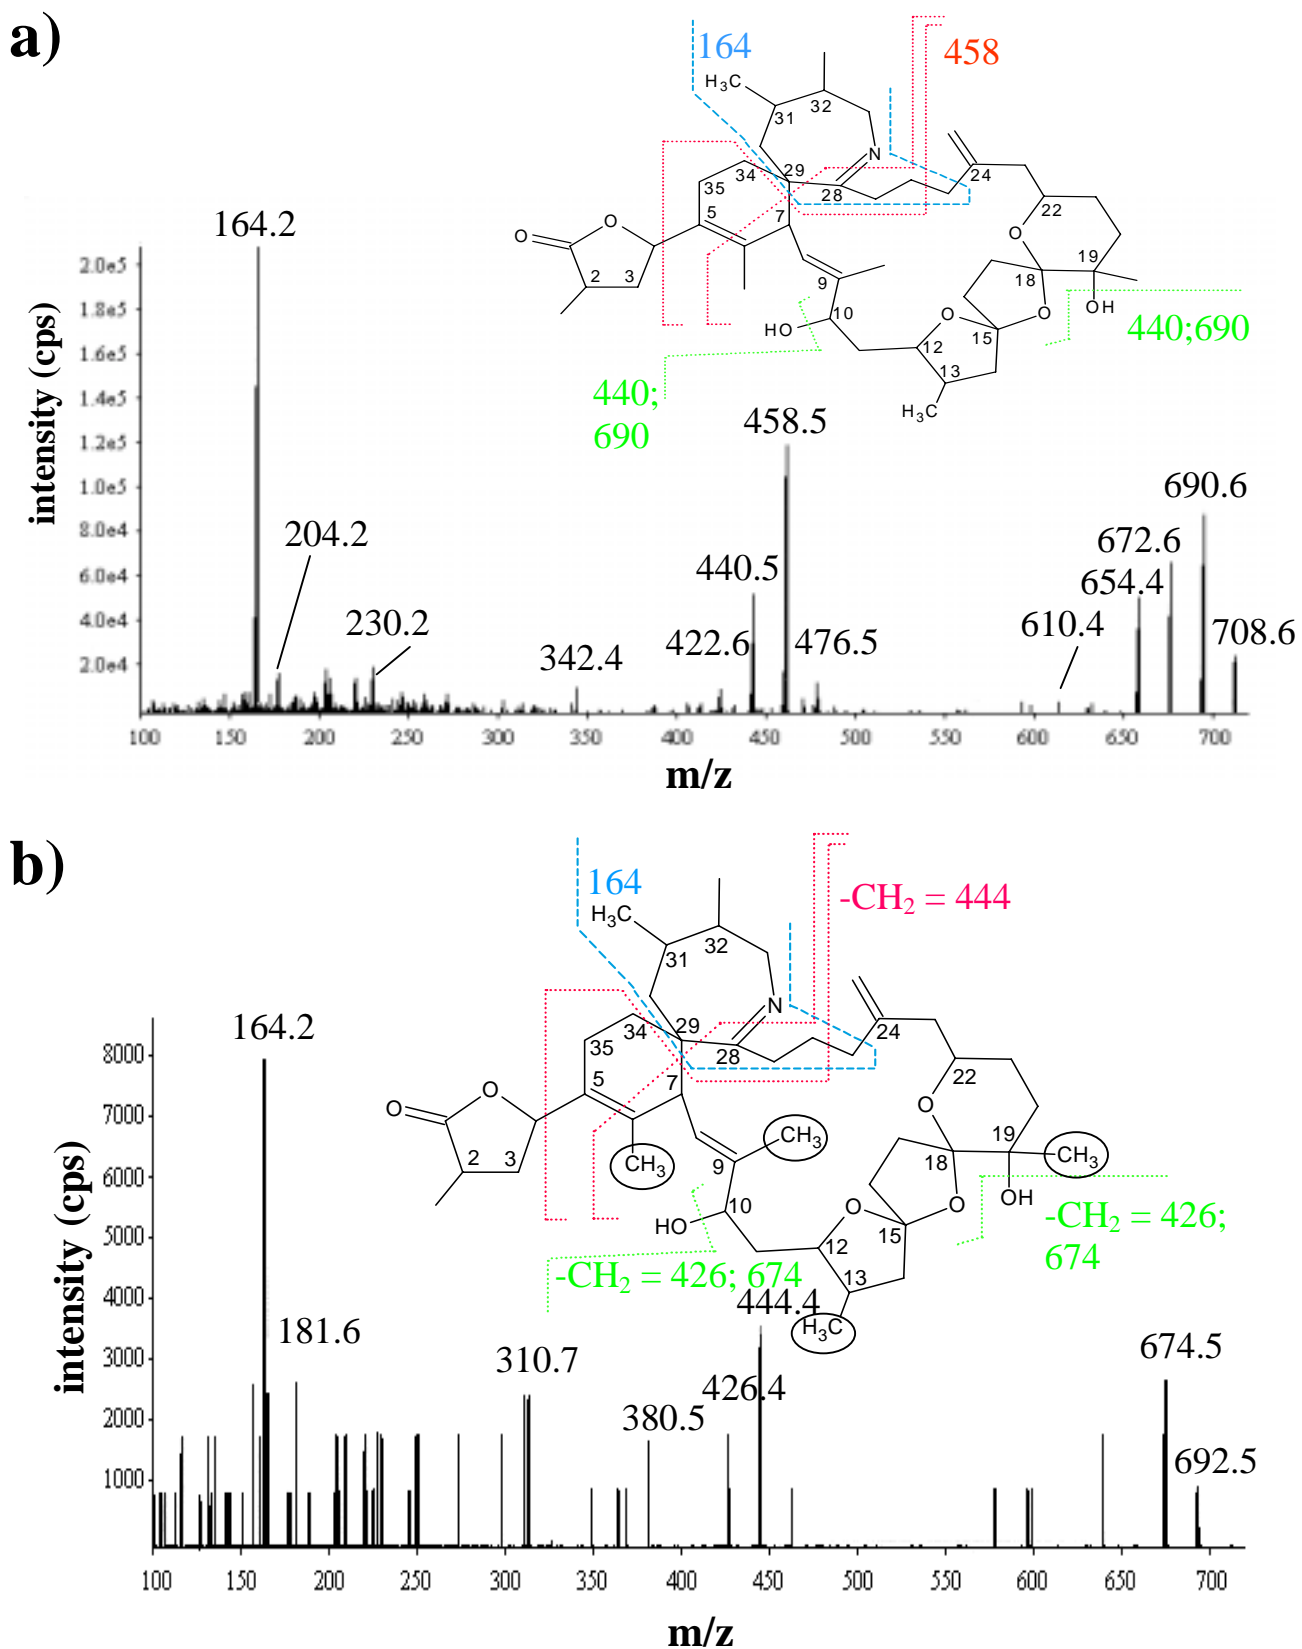 a)
164
458
H3C
31
32
N
34
29
28
24
35
5
7
22
O
O
O
2
3
9
18
19
OH
HO
10
O
O
12
15
13
H3C
440;
690
440;690
164.2
204.2
230.2
342.4
422.6
440.5
458.5
476.5
610.4
654.4
672.6
690.6
708.6
2.0e5
1.8e5
1.6e5
1.4e5
1.2e5
1.0e5
8.0e4
6.0e4
4.0e4
2.0e4
intensity (cps)
100 150 200 250 300 350 400 450 500 550 600 650 700
m/z
b)
164
-CH2 = 444
H3C
31
32
N
34
29
28
24
35
5
7
22
O
O
O
2
3
CH3
CH3
9
18
19
CH3
OH
HO
10
O
O
12
15
13
H3C
-CH2 = 426; 674
-CH2 = 426;
674
164.2
181.6
310.7
380.5
426.4
444.4
674.5
692.5
8000
7000
6000
5000
4000
3000
2000
1000
intensity (cps)
100 150 200 250 300 350 400 450 500 550 600 650 700
m/z